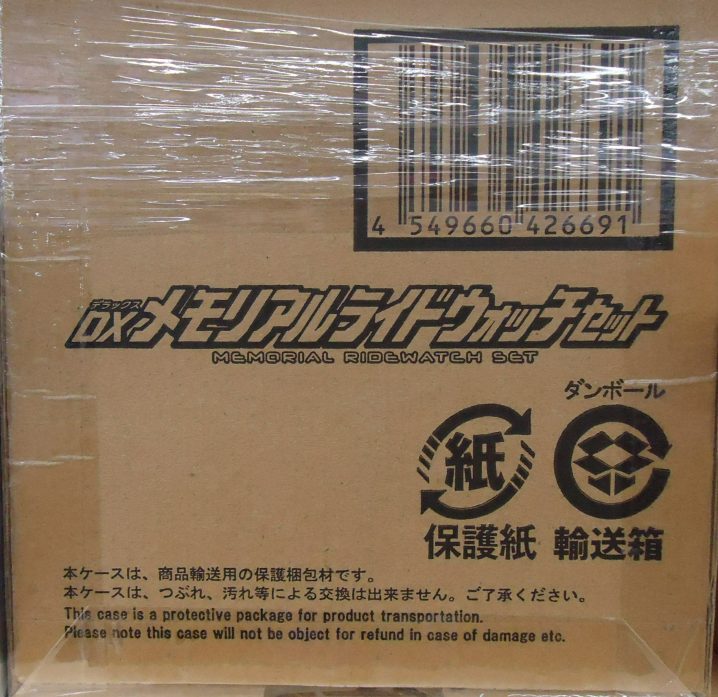 4 549660 426691
デラックス
DXメモリアルライドウォッチセット
MEMORIAL RIDEWATCH SET
ダンボール
紙
保護紙 輸送箱
本ケースは、商品輸送用の保護梱包材です。
本ケースは、つぶれ、汚れ等による交換は出来ません。ご了承ください。
This case is a protective package for product transportation.
Please note this case will not be object for refund in case of damage etc.